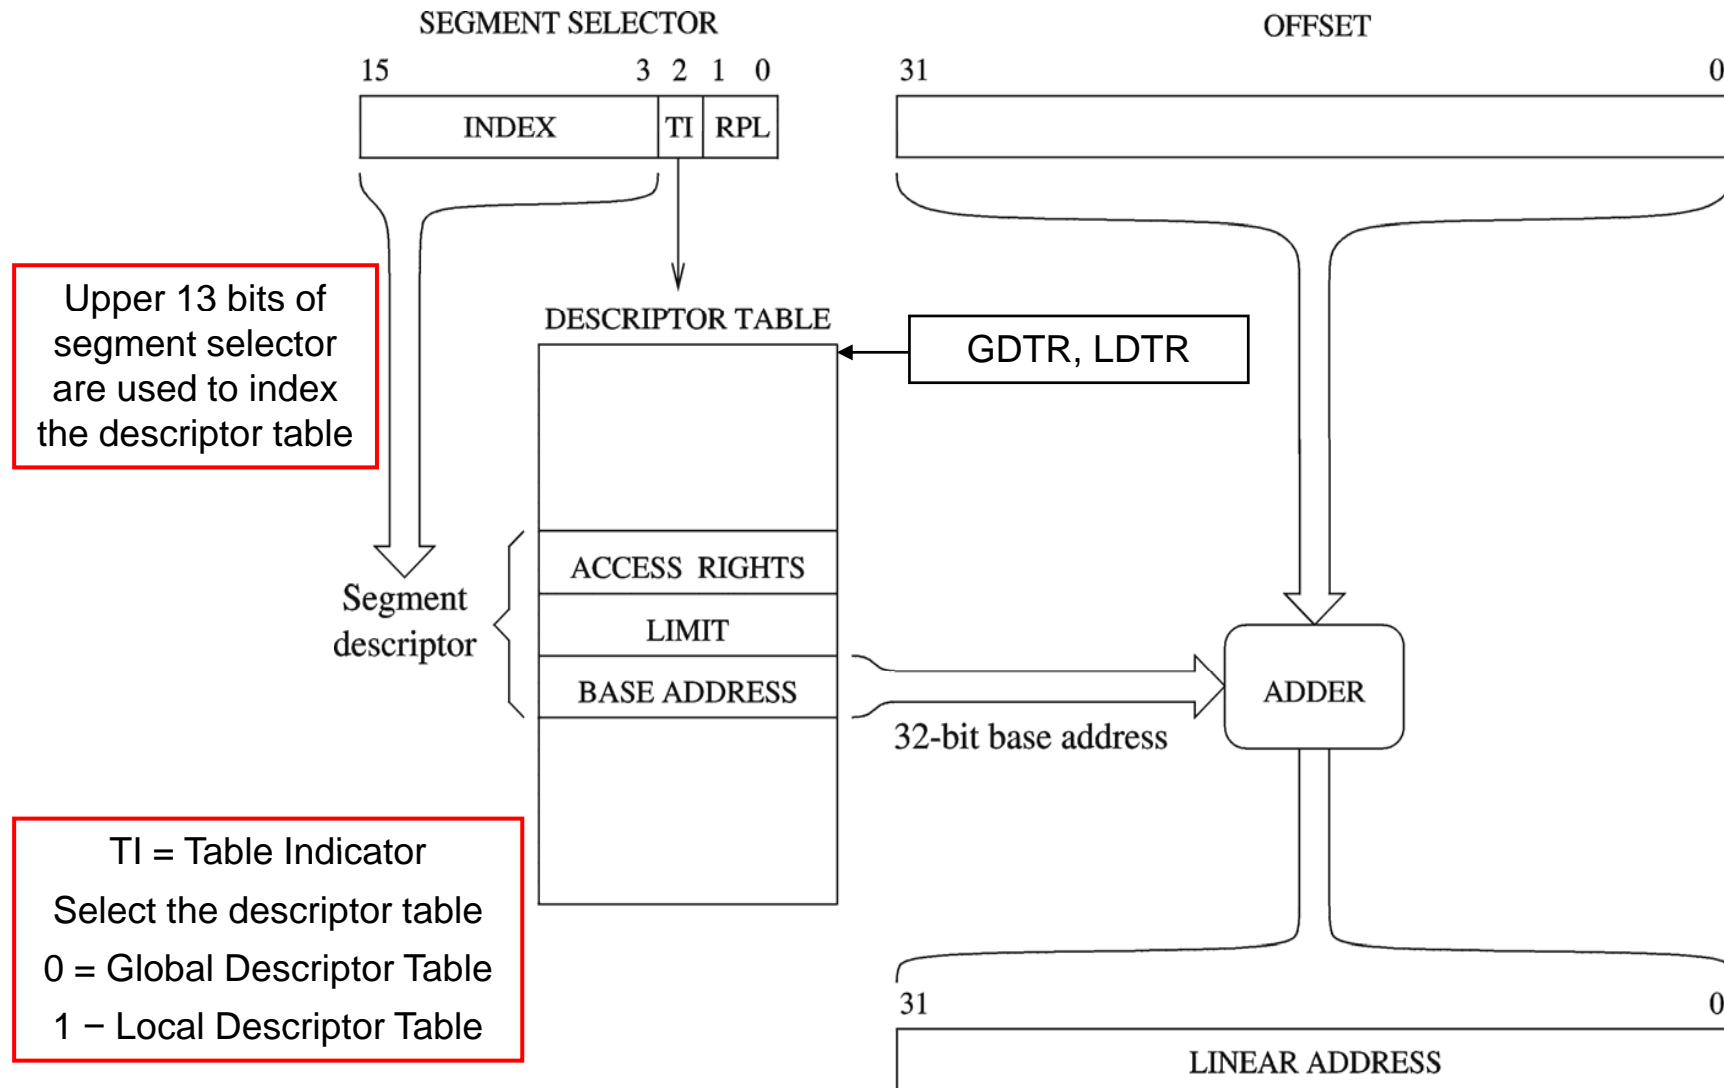 SEGMENT SELECTOR
OFFSET
15 3 2 1 0
31 0
INDEX TI RPL
Upper 13 bits of
segment selector
are used to index
the descriptor table
DESCRIPTOR TABLE
GDTR, LDTR
ACCESS RIGHTS
Segment
descriptor
LIMIT
BASE ADDRESS
ADDER
32-bit base address
TI = Table Indicator
Select the descriptor table
0 = Global Descriptor Table
1 − Local Descriptor Table
31 0
LINEAR ADDRESS